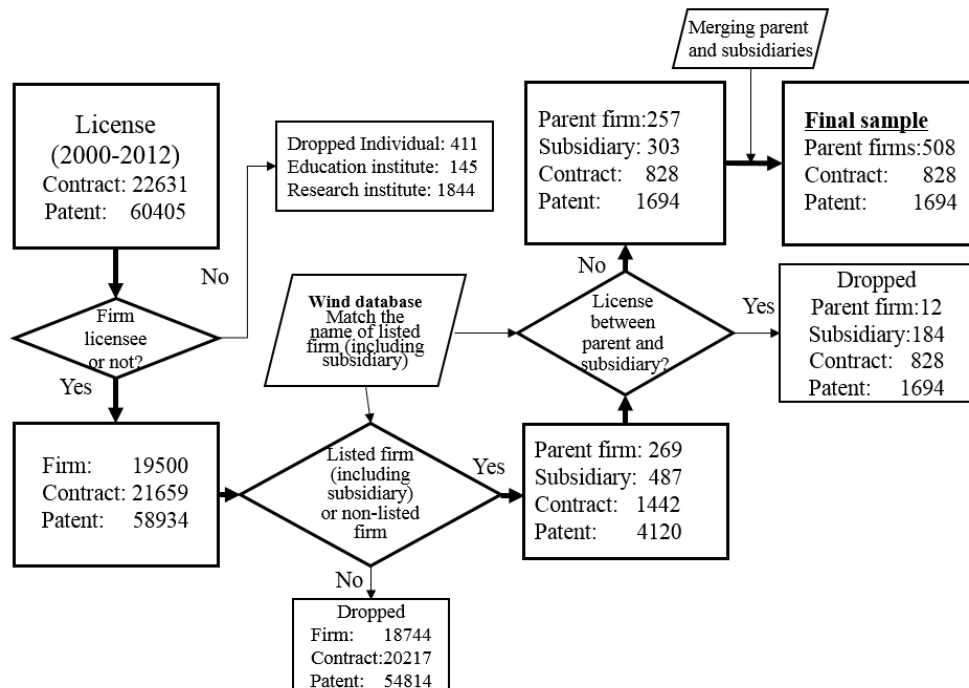 License
(2000-2012)
Contract: 22631
Patent: 60405
Firm
licensee
or not?
No
Dropped Individual: 411
Education institute: 145
Research institute: 1844
Yes
Firm: 19500
Contract: 21659
Patent: 58934
Wind database
Match the
name of listed
firm (including
subsidiary)
Listed firm
(including
subsidiary)
or non-listed
firm
No
Dropped
Firm: 18744
Contract:20217
Patent: 54814
Yes
Parent firm: 269
Subsidiary: 487
Contract: 1442
Patent: 4120
License
between
parent and
subsidiary?
Yes
Dropped
Parent firm:12
Subsidiary:184
Contract: 828
Patent: 1694
No
Parent firm:257
Subsidiary: 303
Contract: 828
Patent: 1694
Merging parent
and subsidiaries
Final sample
Parent firms:508
Contract: 828
Patent: 1694